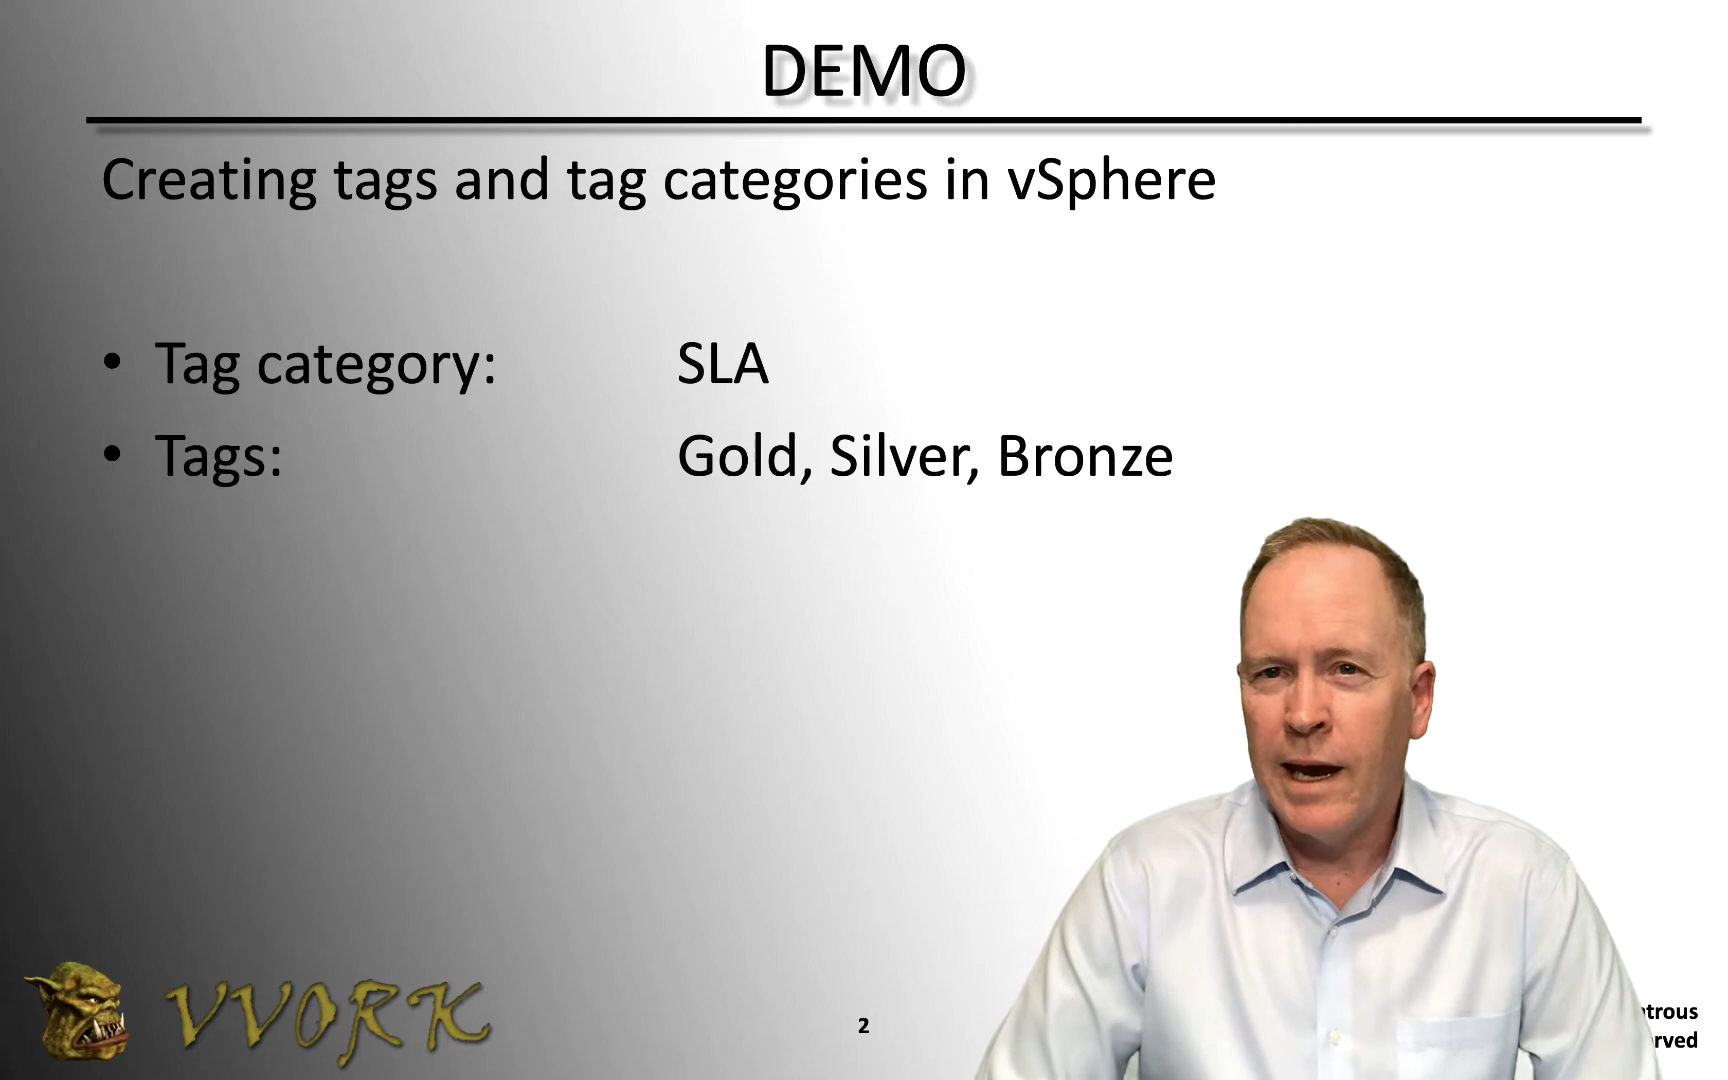 DEMO
Creating tags and tag categories in vSphere
• Tag category: SLA
• Tags: Gold, Silver, Bronze
VVORK
2